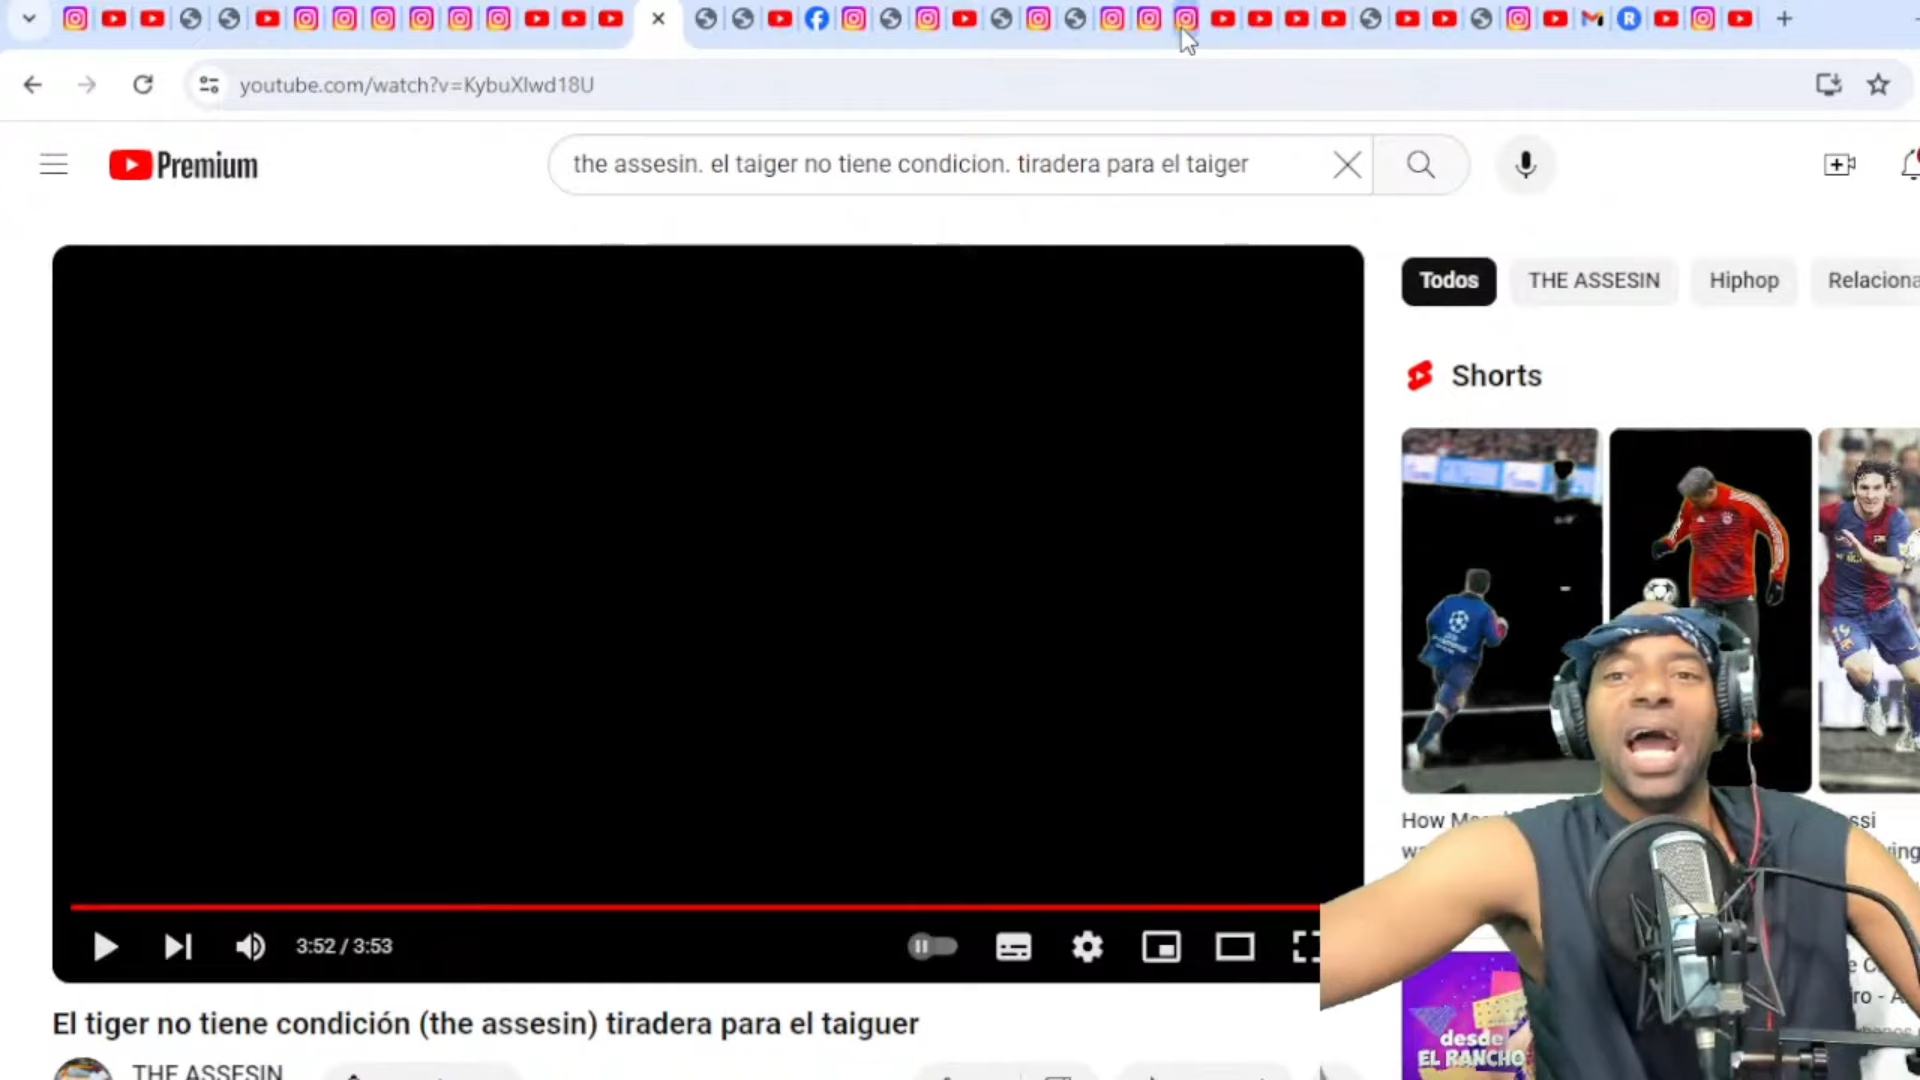 youtube.com/watch?v=KybuXlwd18U
Premium
the assesin. el taiger no tiene condicion. tiradera para el taiger
Todos
THE ASSESIN
Hiphop
Relaciona
Shorts
3:52 / 3:53
How
desde
EL RANCHO
El tiger no tiene condición (the assesin) tiradera para el taiguer
THE ASSESIN